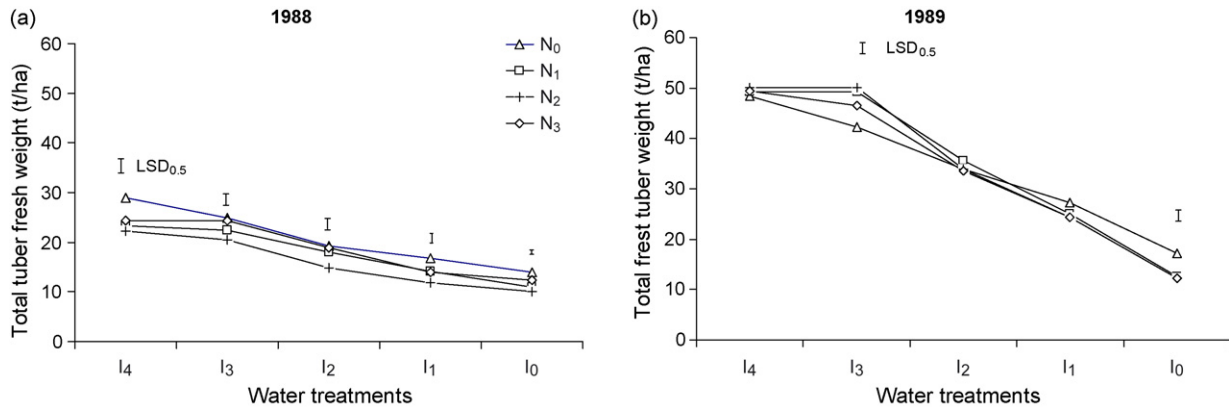 (a)
1988
Total tuber fresh weight (t/ha)
60
50
40
30
20
10
0
N₀
N₁
N₂
N₃
LSD₀.₅
I₄ I₃ I₂ I₁ I₀
Water treatments
(b)
1989
Total frest tuber weight (t/ha)
60
50
40
30
20
10
0
LSD₀.₅
I₄ I₃ I₂ I₁ I₀
Water treatments